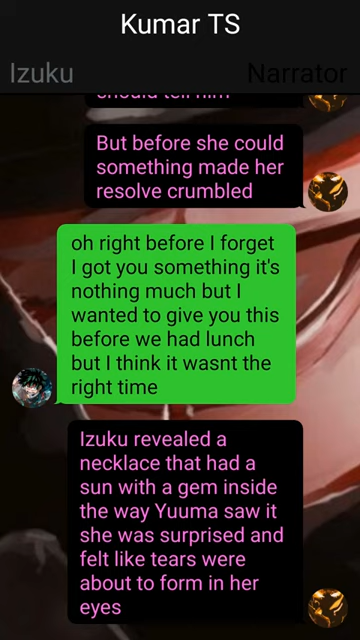 Kumar TS
Izuku
Narrator
should tell him
But before she could
something made her
resolve crumbled
oh right before I forget
I got you something it's
nothing much but I
wanted to give you this
before we had lunch
but I think it wasnt the
right time
Izuku revealed a
necklace that had a
sun with a gem inside
the way Yuuma saw it
she was surprised and
felt like tears were
about to form in her
eyes